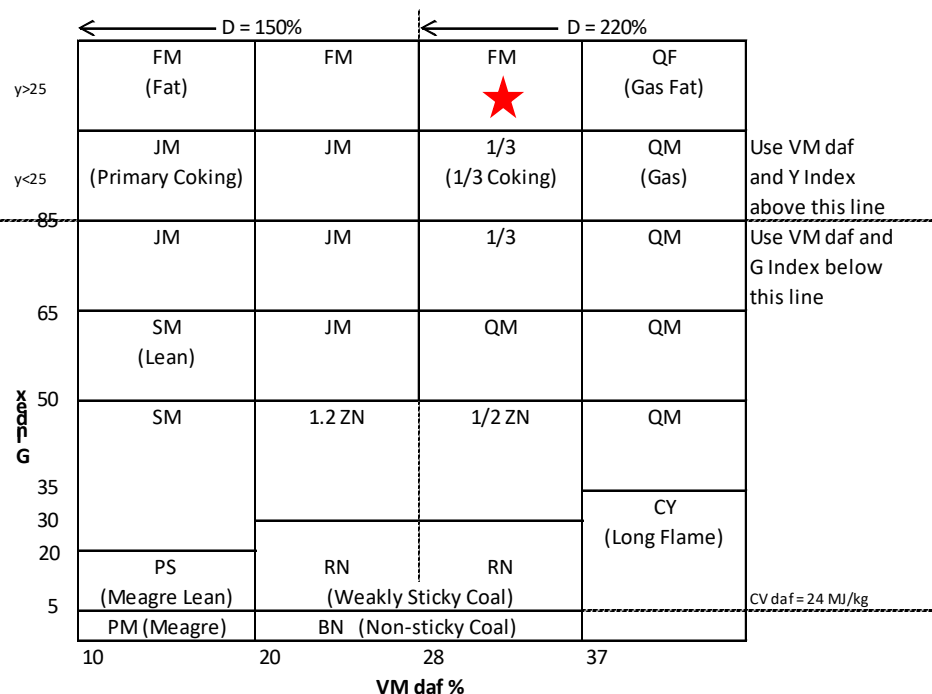 D = 150% D = 220%
FM FM FM QF
y>25 (Fat) (Gas Fat)
JM JM 1/3 QM Use VM daf
y<25 (Primary Coking) (1/3 Coking) (Gas) and Y Index
above this line
85
JM JM 1/3 QM Use VM daf and
G Index below
this line
65
SM JM QM QM
(Lean)
50
SM 1.2 ZN 1/2 ZN QM
G Index
35
CY
30
(Long Flame)
20
PS RN RN
(Meagre Lean) (Weakly Sticky Coal) CV daf = 24 MJ/kg
5
PM (Meagre) BN (Non-sticky Coal)
10 20 28 37
VM daf %